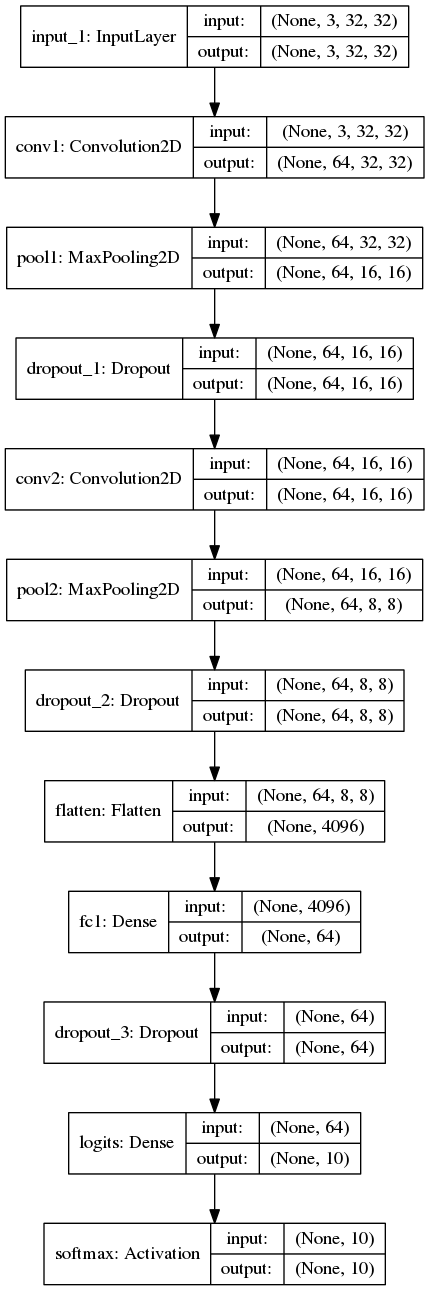 input_1: InputLayer
input: (None, 3, 32, 32)
output: (None, 3, 32, 32)
conv1: Convolution2D
input: (None, 3, 32, 32)
output: (None, 64, 32, 32)
pool1: MaxPooling2D
input: (None, 64, 32, 32)
output: (None, 64, 16, 16)
dropout_1: Dropout
input: (None, 64, 16, 16)
output: (None, 64, 16, 16)
conv2: Convolution2D
input: (None, 64, 16, 16)
output: (None, 64, 16, 16)
pool2: MaxPooling2D
input: (None, 64, 16, 16)
output: (None, 64, 8, 8)
dropout_2: Dropout
input: (None, 64, 8, 8)
output: (None, 64, 8, 8)
flatten: Flatten
input: (None, 64, 8, 8)
output: (None, 4096)
fc1: Dense
input: (None, 4096)
output: (None, 64)
dropout_3: Dropout
input: (None, 64)
output: (None, 64)
logits: Dense
input: (None, 64)
output: (None, 10)
softmax: Activation
input: (None, 10)
output: (None, 10)